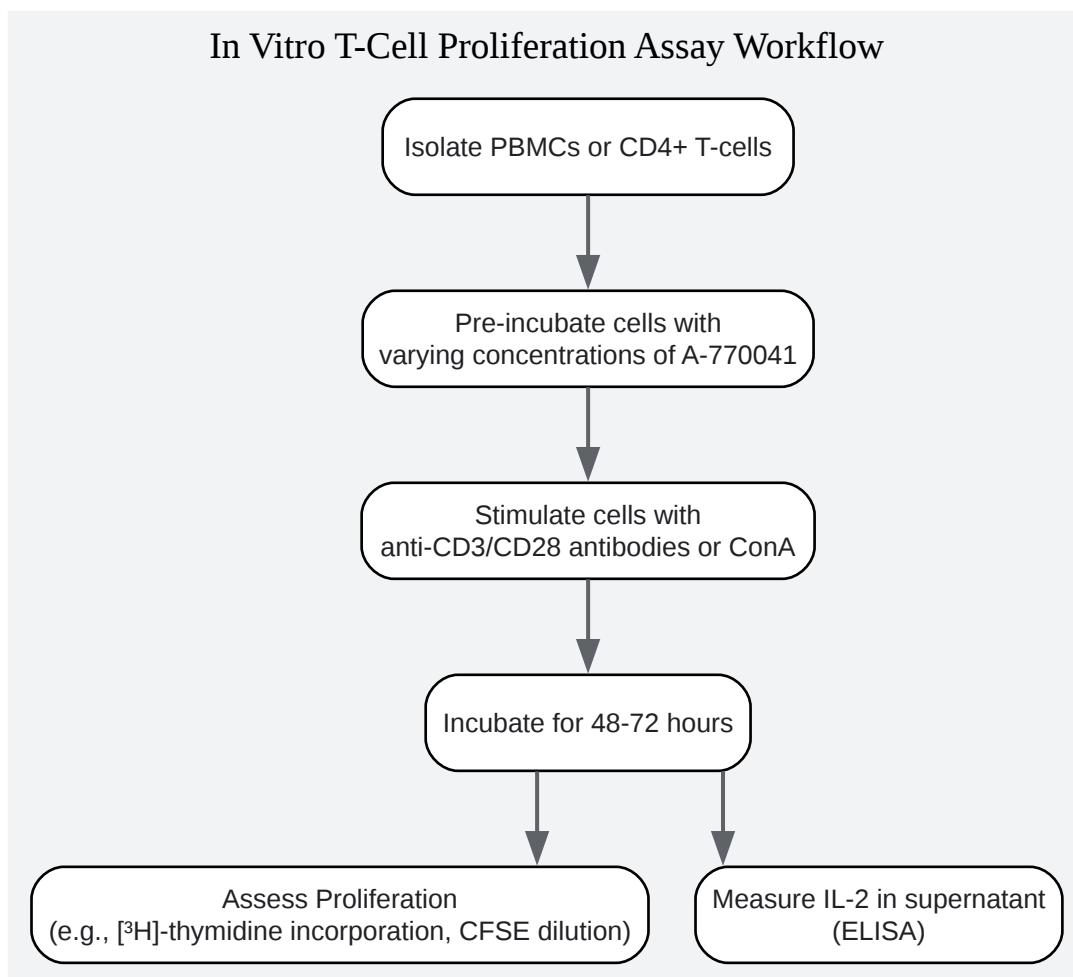 In Vitro T-Cell Proliferation Assay Workflow
Isolate PBMCs or CD4+ T-cells
Pre-incubate cells with
varying concentrations of A-770041
Stimulate cells with
anti-CD3/CD28 antibodies or ConA
Incubate for 48-72 hours
Assess Proliferation
(e.g., [³H]-thymidine incorporation, CFSE dilution)
Measure IL-2 in supernatant
(ELISA)